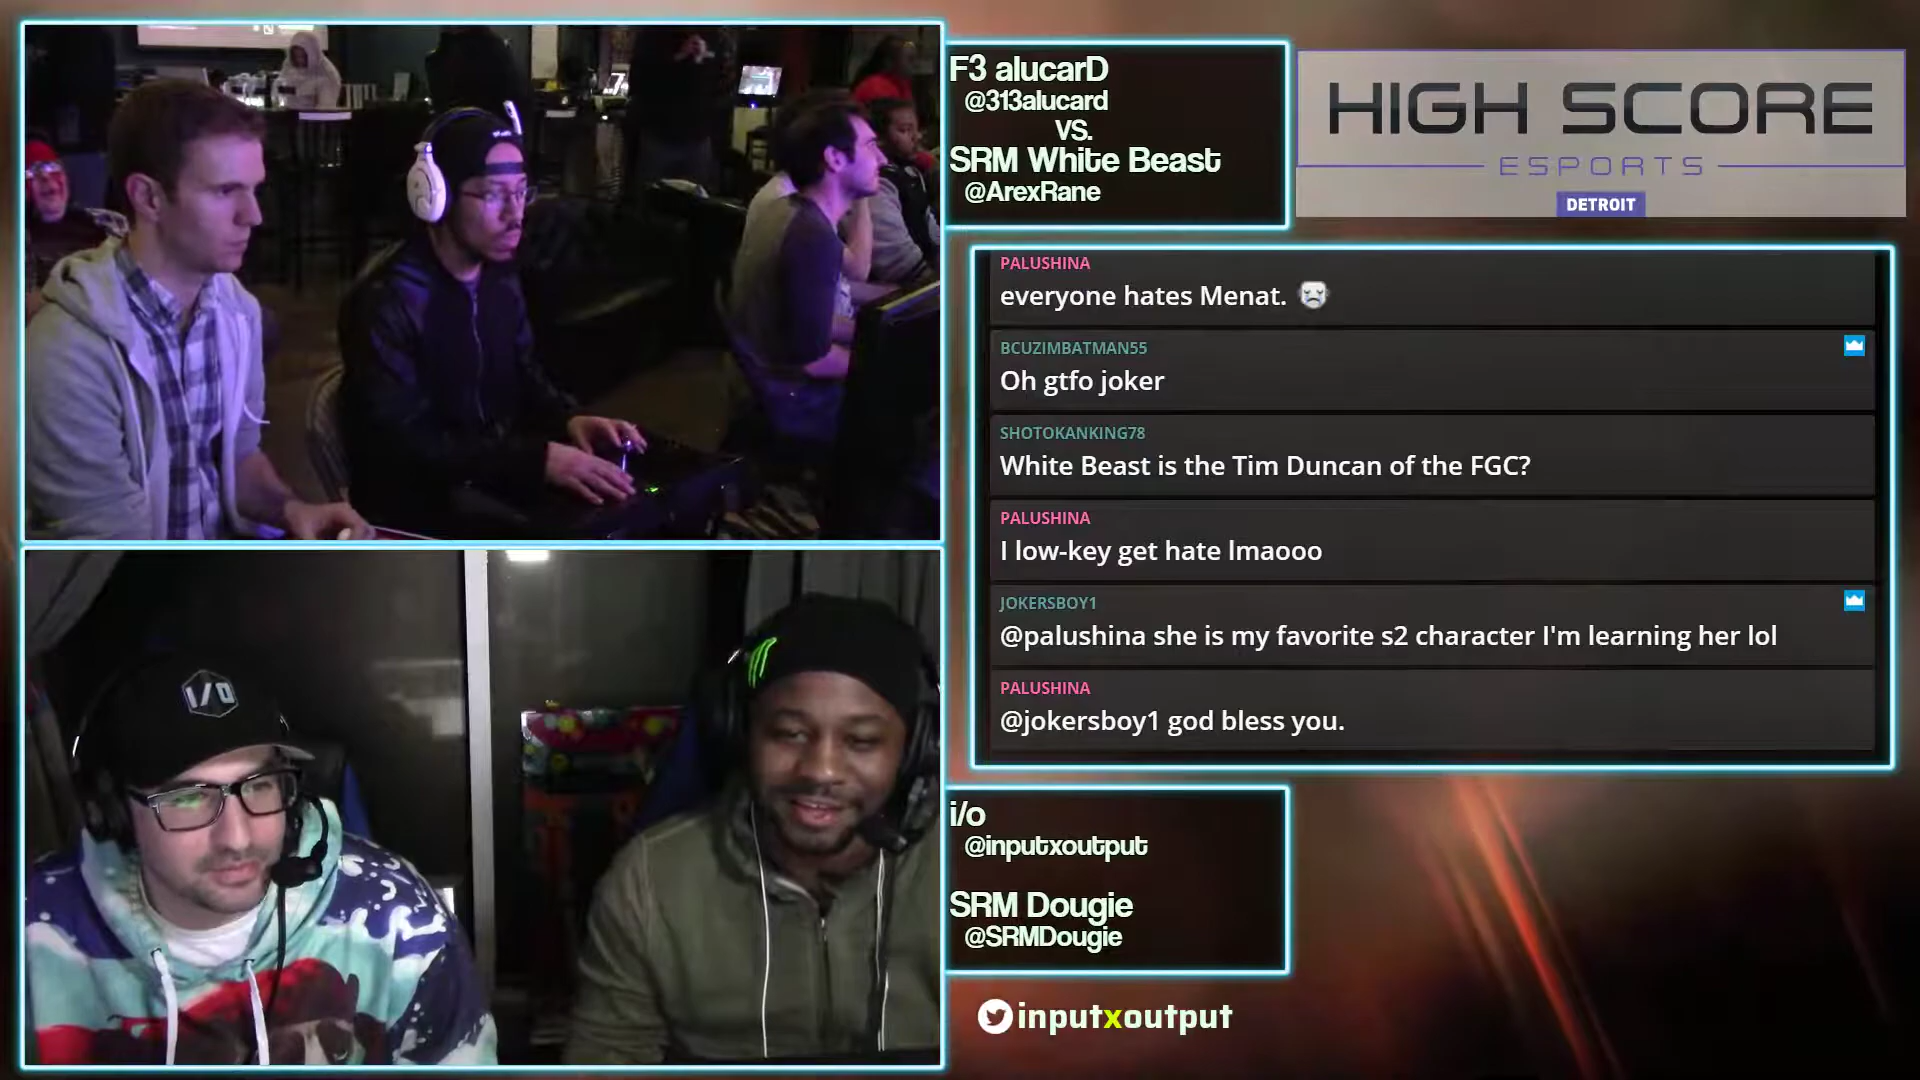 F3 alucarD
@313alucard
VS.
SRM White Beast
@ArexRane
HIGH SCORE
ESPORTS
DETROIT
PALUSHINA
everyone hates Menat.
BCUZIMBATMAN55
Oh gtfo joker
SHOTOKANKING78
White Beast is the Tim Duncan of the FGC?
PALUSHINA
I low-key get hate lmaooo
JOKERSBOY1
@palushina she is my favorite s2 character I'm learning her lol
PALUSHINA
@jokersboy1 god bless you.
I/O
i/o
@inputxoutput
SRM Dougie
@SRMDougie
inputxoutput